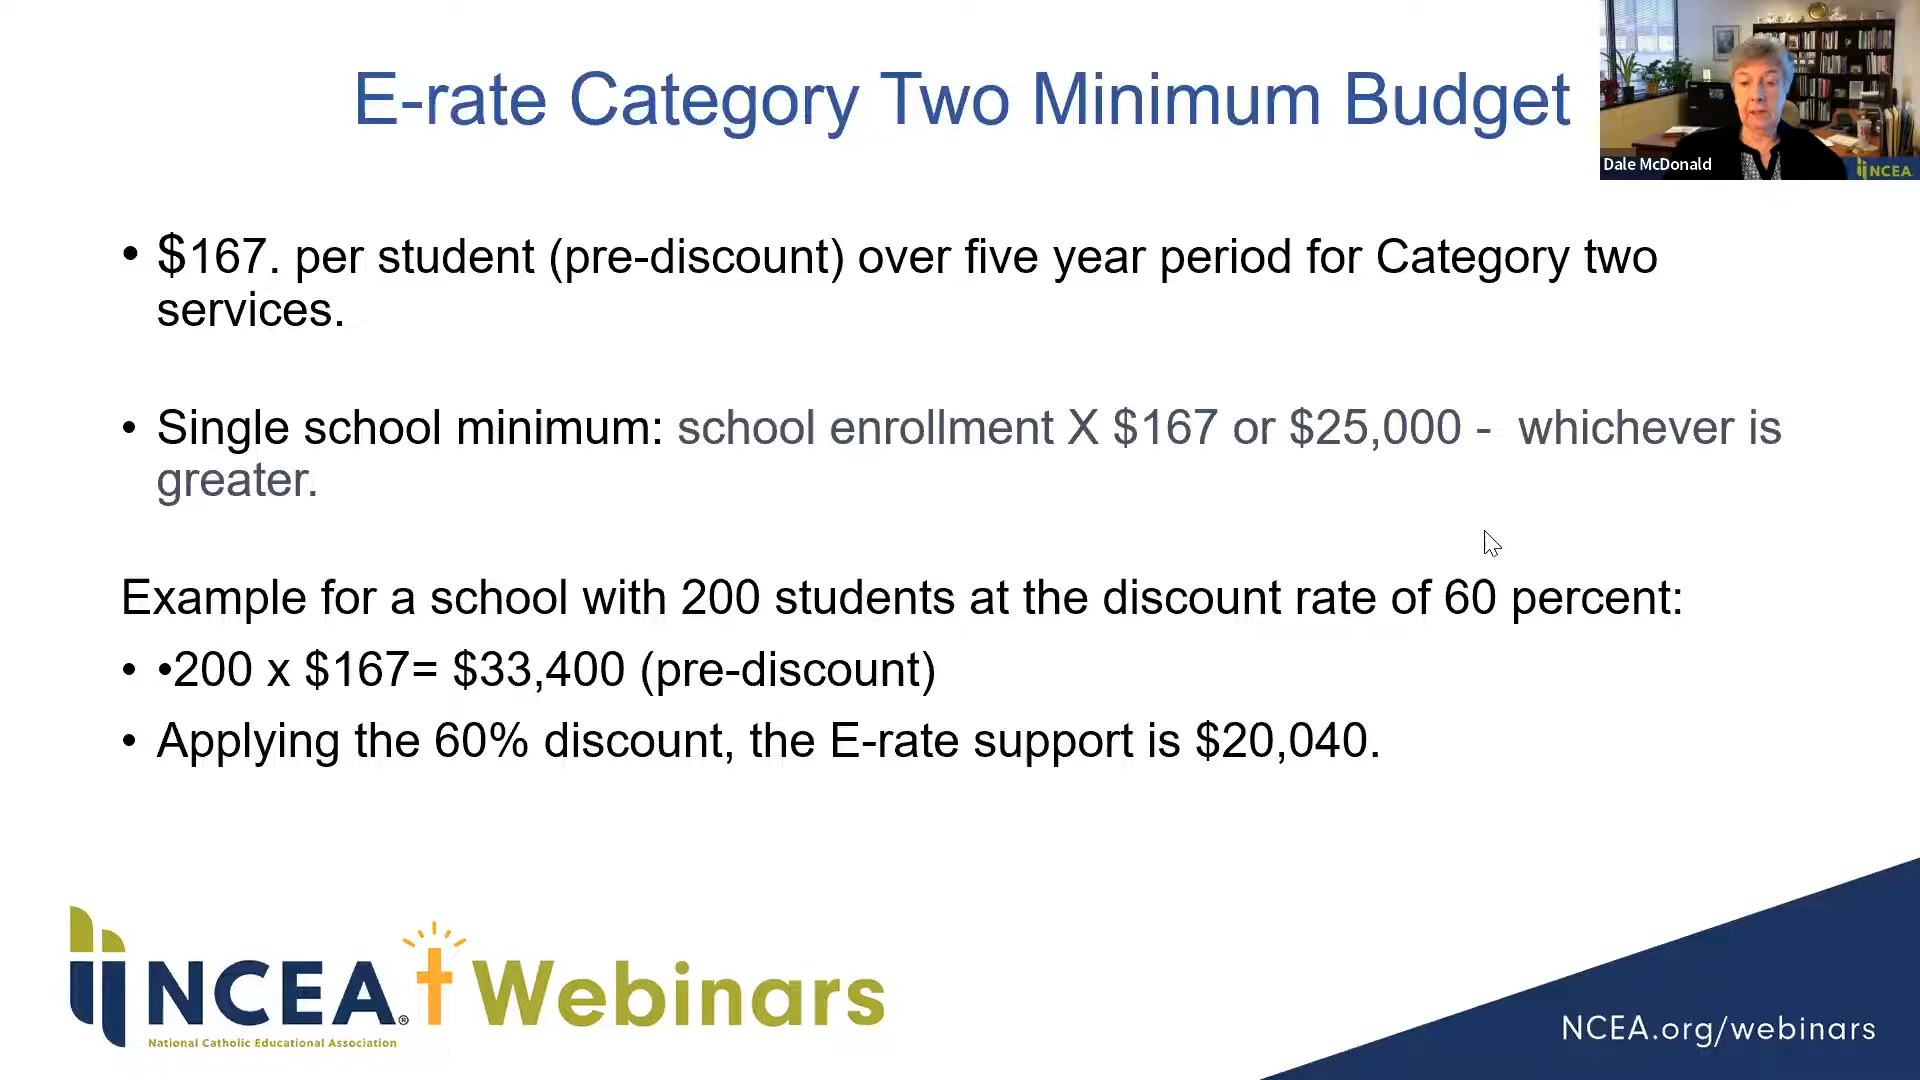 E-rate Category Two Minimum Budget
Dale McDonald
NCEA
• $167. per student (pre-discount) over five year period for Category two
services.
• Single school minimum: school enrollment X $167 or $25,000 - whichever is
greater.
Example for a school with 200 students at the discount rate of 60 percent:
• •200 x $167= $33,400 (pre-discount)
• Applying the 60% discount, the E-rate support is $20,040.
NCEA® Webinars
National Catholic Educational Association
NCEA.org/webinars